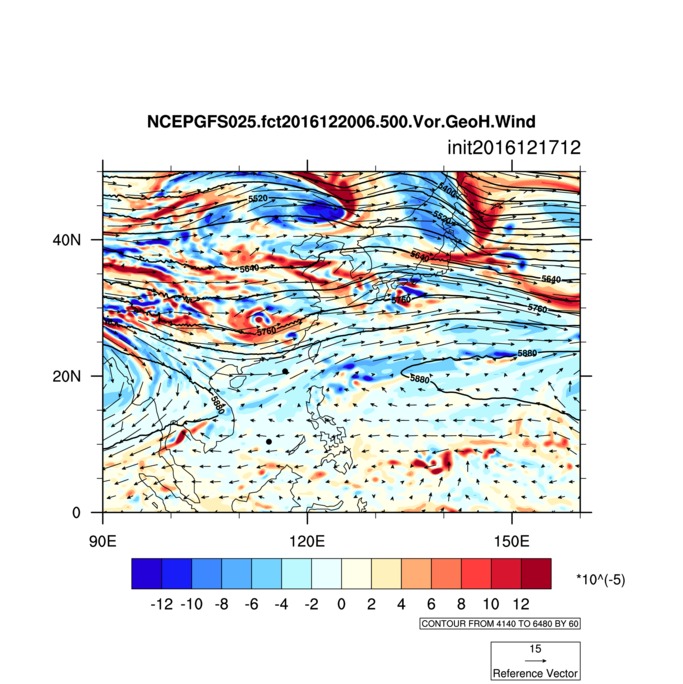 NCEPGFS025.fct2016122006.500.Vor.GeoH.Wind
init2016121712
5520
5400
5520
40N
5640
5640
5640
5760
5760
5760
5880
20N
5880
5880
0
90E 120E 150E
-12 -10 -8 -6 -4 -2 0 2 4 6 8 10 12
*10^(-5)
CONTOUR FROM 4140 TO 6480 BY 60
15
Reference Vector